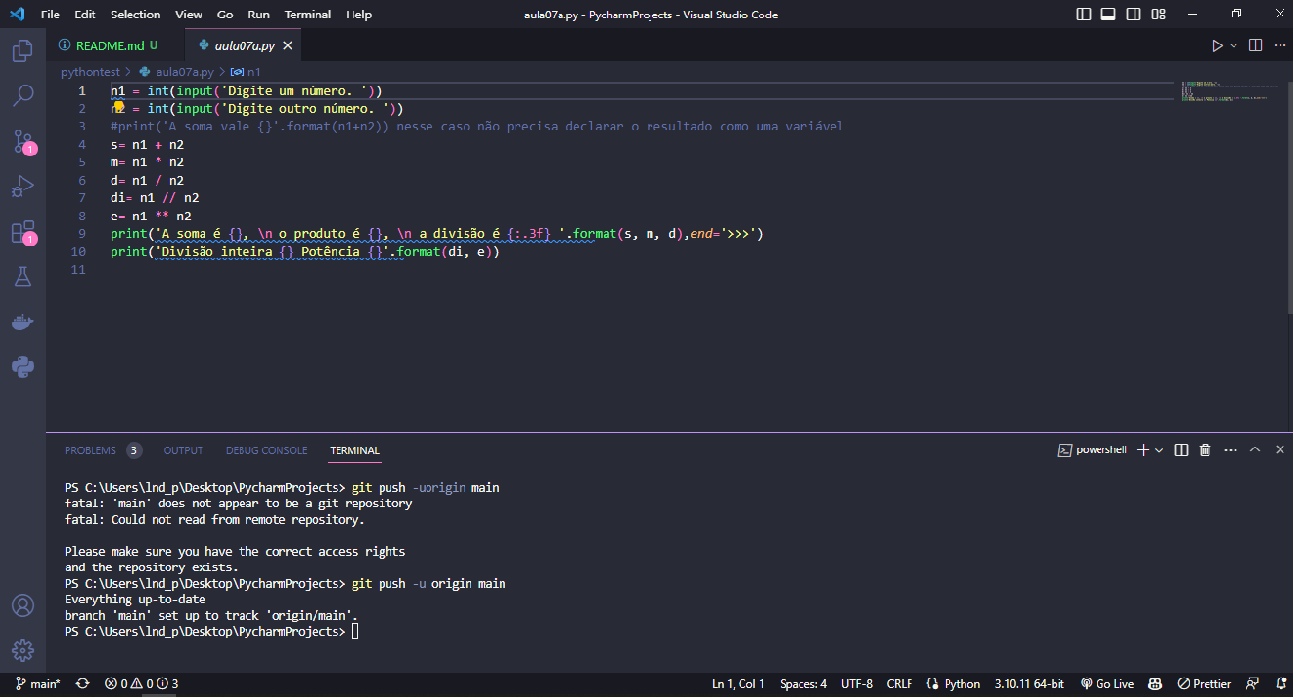 File Edit Selection View Go Run Terminal Help aula07a.py - PycharmProjects - Visual Studio Code
README.md U aula07a.py
pythontest > aula07a.py > n1
1 n1 = int(input('Digite um número. '))
2 n2 = int(input('Digite outro número. '))
3 #print('A soma vale {}'.format(n1+n2)) nesse caso não precisa declarar o resultado como uma variável
4 s= n1 + n2
5 m= n1 * n2
6 d= n1 / n2
7 di= n1 // n2
8 e= n1 ** n2
9 print('A soma é {}, \n o produto é {}, \n a divisão é {:.3f} '.format(s, m, d),end='>>>')
10 print('Divisão inteira {} Potência {}'.format(di, e))
11
1
1
PROBLEMS 3 OUTPUT DEBUG CONSOLE TERMINAL powershell
PS C:\Users\lnd_p\Desktop\PycharmProjects> git push -uorigin main
fatal: 'main' does not appear to be a git repository
fatal: Could not read from remote repository.
Please make sure you have the correct access rights
and the repository exists.
PS C:\Users\lnd_p\Desktop\PycharmProjects> git push -u origin main
Everything up-to-date
branch 'main' set up to track 'origin/main'.
PS C:\Users\lnd_p\Desktop\PycharmProjects>
main* 0 0 3 Ln 1, Col 1 Spaces: 4 UTF-8 CRLF Python 3.10.11 64-bit Go Live Prettier